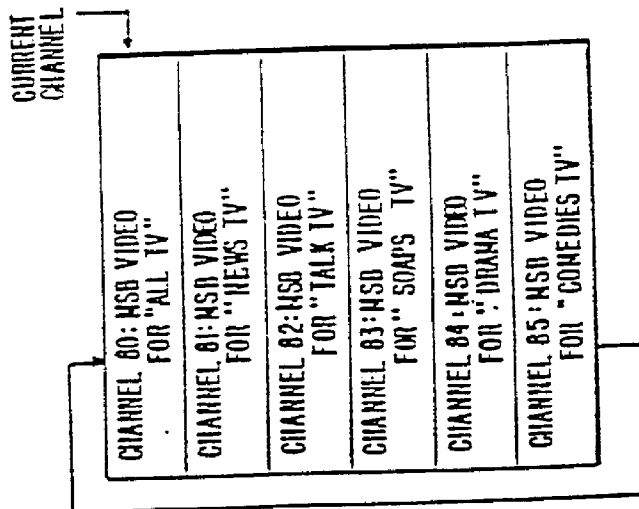 CURRENT
CHANNEL
CHANNEL 80: MSB VIDEO
FOR "ALL TV"
CHANNEL 81: MSB VIDEO
FOR "NEWS TV"
CHANNEL 82: MSB VIDEO
FOR "TALK TV"
CHANNEL 83: MSB VIDEO
FOR "SOAPS TV"
CHANNEL 84: MSB VIDEO
FOR "DRAMA TV"
CHANNEL 85: MSB VIDEO
FOR "COMEDIES TV"